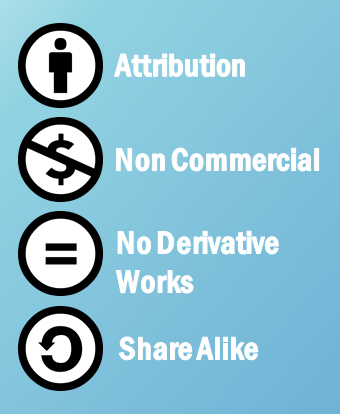 Attribution
$
Non Commercial
=
No Derivative
Works
Share Alike